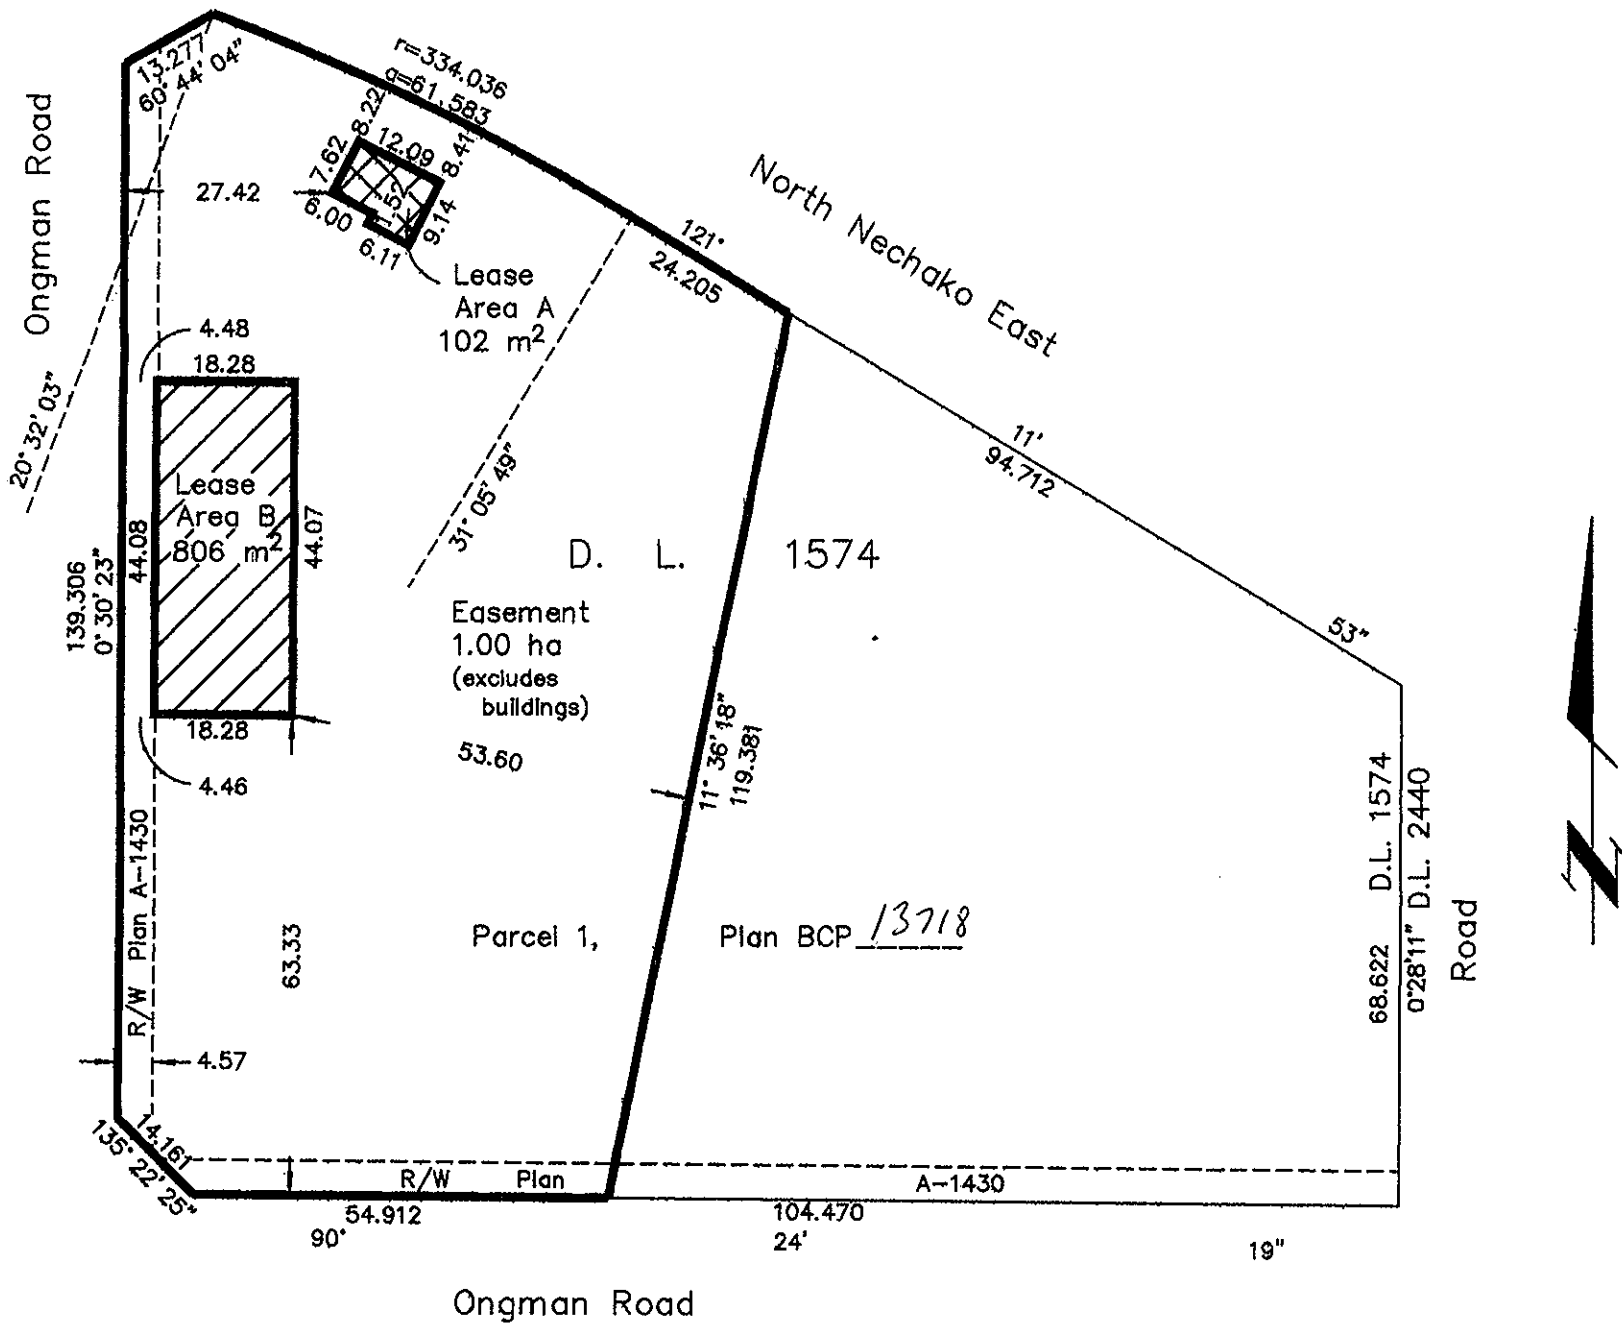 13.277
60° 44' 04"
r=334.036
a=61.583
Ongman Road
8.22
12.09
8.41
7.62
1.52
9.14
6.00
6.11
27.42
North Nechako East
121°
24.205
Lease
Area A
102 m²
4.48
18.28
20° 32' 03"
31° 05' 49"
11'
94.712
Lease
Area B
806 m²
44.08
44.07
139.306
0° 30' 23"
D. L. 1574
Easement
1.00 ha
(excludes
buildings)
53"
18.28
53.60
4.46
11° 36' 18"
119.381
D.L. 1574
D.L. 2440
68.622
0°28'11"
Road
R/W Plan A-1430
63.33
Parcel 1, Plan BCP 13718
4.57
14.161
135° 22' 25"
R/W Plan A-1430
54.912
104.470
90° 24' 19"
Ongman Road
N